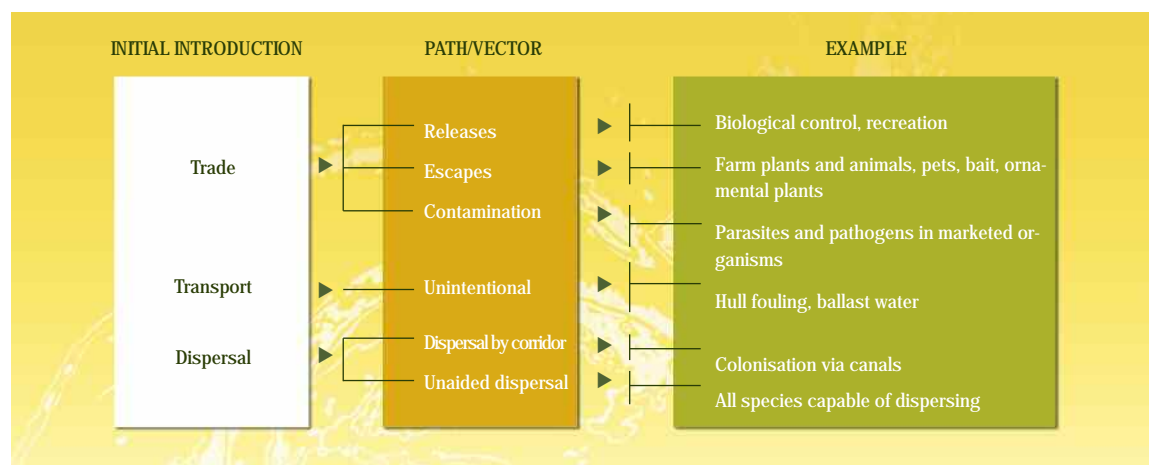 INITIAL INTRODUCTION
PATH/VECTOR
EXAMPLE
Trade
Releases
Escapes
Contamination
Biological control, recreation
Farm plants and animals, pets, bait, orna-
mental plants
Parasites and pathogens in marketed or-
ganisms
Transport
Unintentional
Hull fouling, ballast water
Dispersal
Dispersal by corridor
Unaided dispersal
Colonisation via canals
All species capable of dispersing